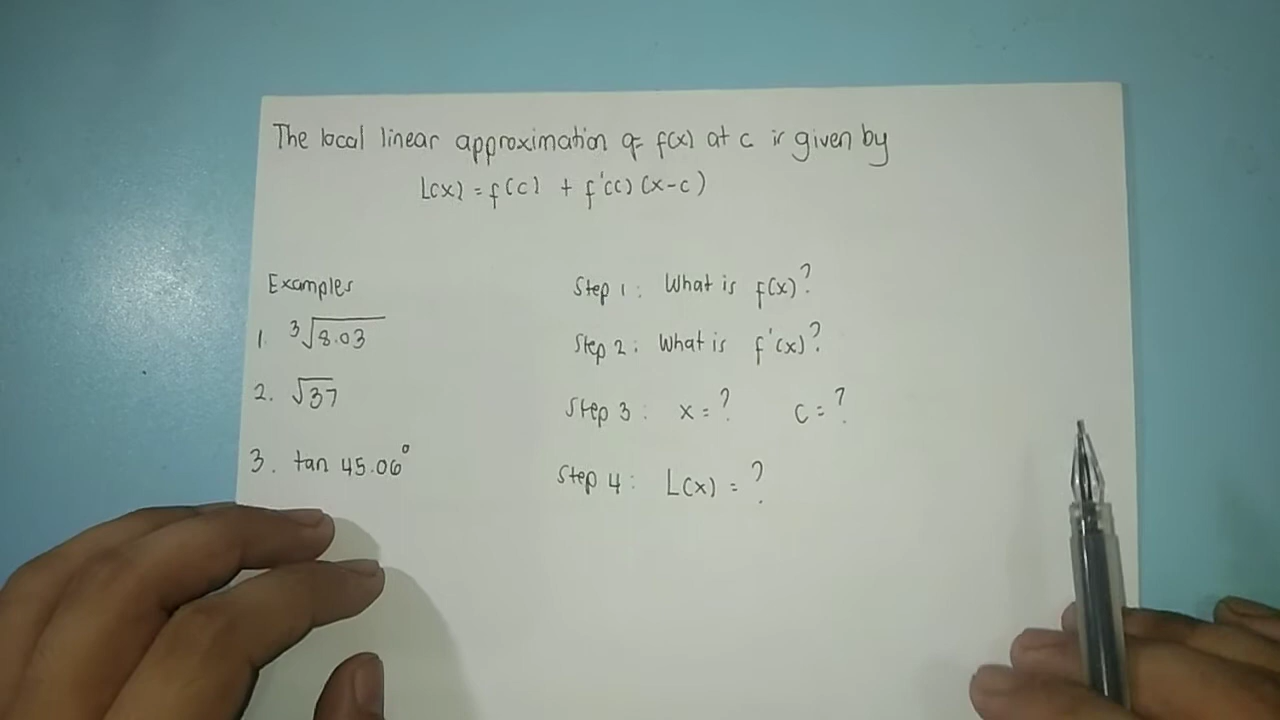 The local linear approximation of f(x) at c is given by
L(x) = f(c) + f'(c) (x-c)
Examples
1. ³√8.03
2. √37
3. tan 45.06°
Step 1: What is f(x)?
Step 2: What is f'(x)?
Step 3: x = ? c = ?
Step 4: L(x) = ?